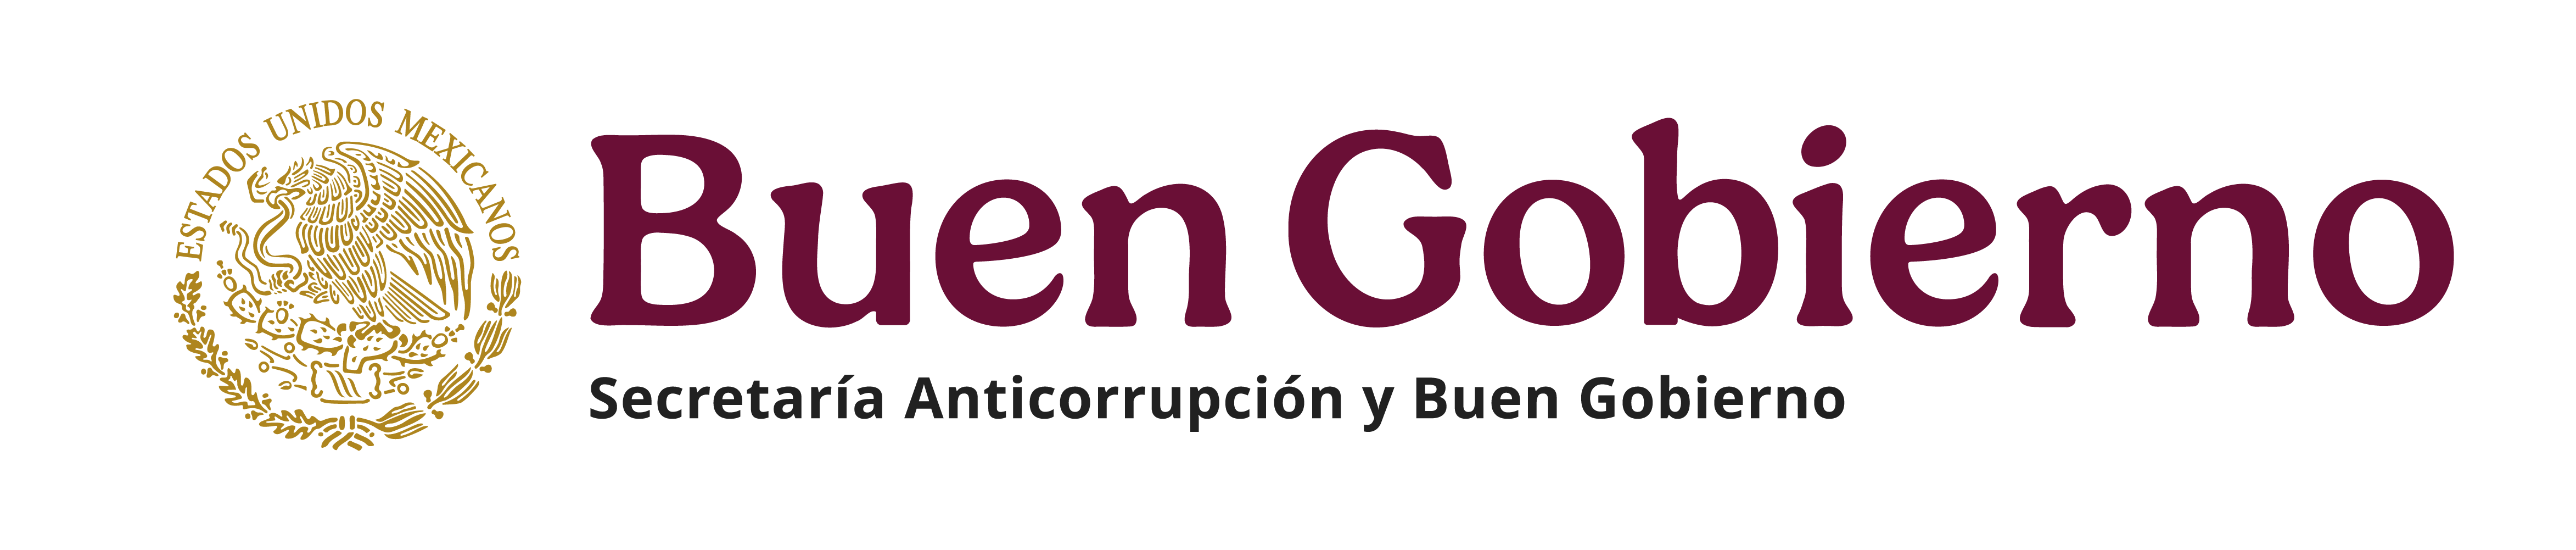 ESTADOS UNIDOS MEXICANOS
Buen Gobierno
Secretaría Anticorrupción y Buen Gobierno